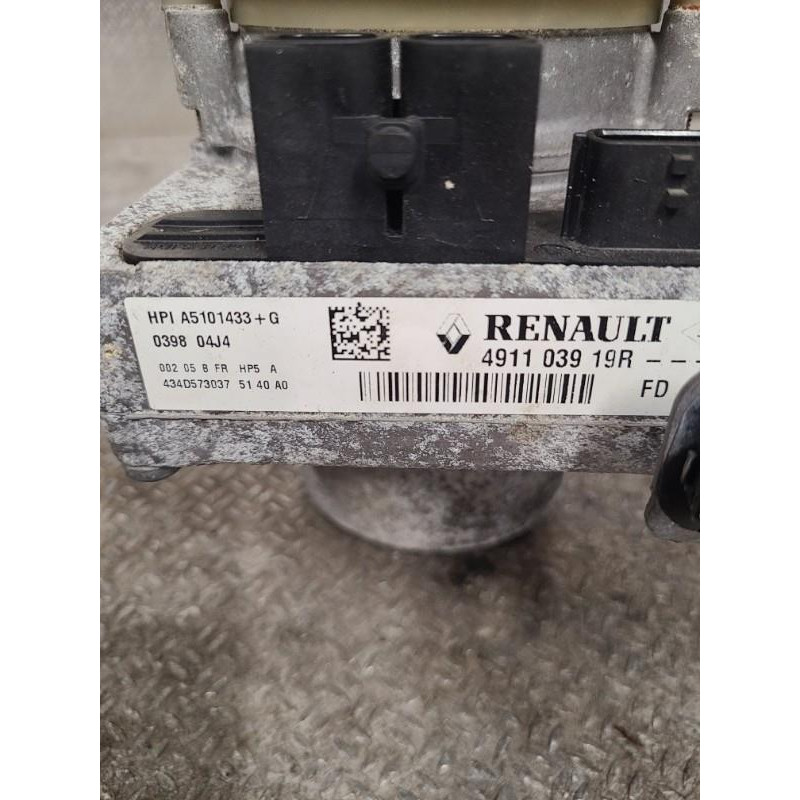 HPI A5101433+G
0398 04J4
002 05 B FR HP5 A
434D573037 51 40 A0
RENAULT
4911 039 19R ---
FD